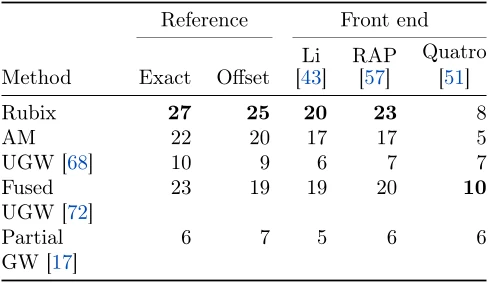 Reference Front end
Li RAP Quatro
Method Exact Offset [43] [57] [51]
Rubix 27 25 20 23 8
AM 22 20 17 17 5
UGW [68] 10 9 6 7 7
Fused 23 19 19 20 10
UGW [72]
Partial 6 7 5 6 6
GW [17]